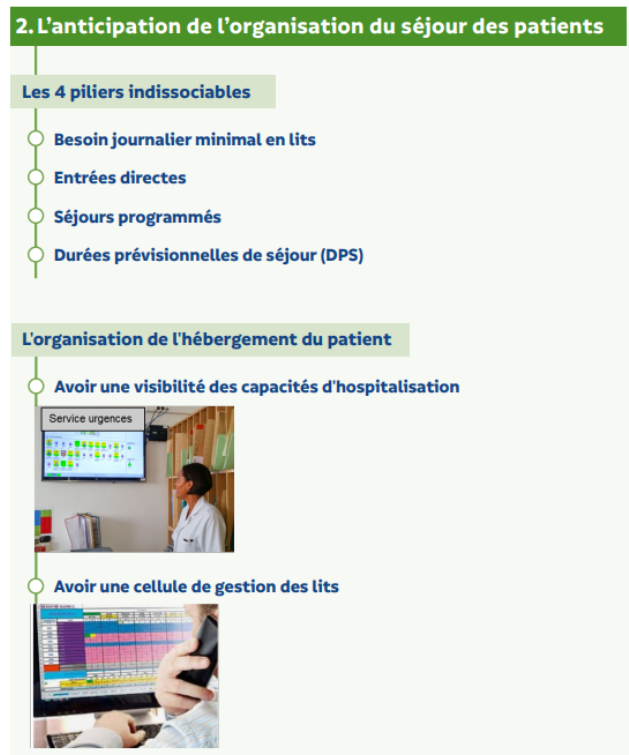 2. L'anticipation de l'organisation du séjour des patients
Les 4 piliers indissociables
Besoin journalier minimal en lits
Entrées directes
Séjours programmés
Durées prévisionnelles de séjour (DPS)
L'organisation de l'hébergement du patient
Avoir une visibilité des capacités d'hospitalisation
Service urgences
Avoir une cellule de gestion des lits